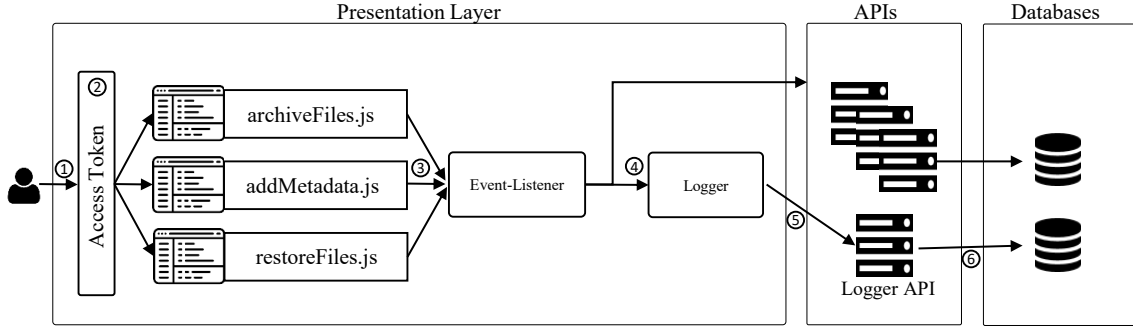 Presentation Layer
APIs
Databases
②
archiveFiles.js
① Access Token
addMetadata.js
③
Event-Listener
④
Logger
⑤
restoreFiles.js
⑥
Logger API